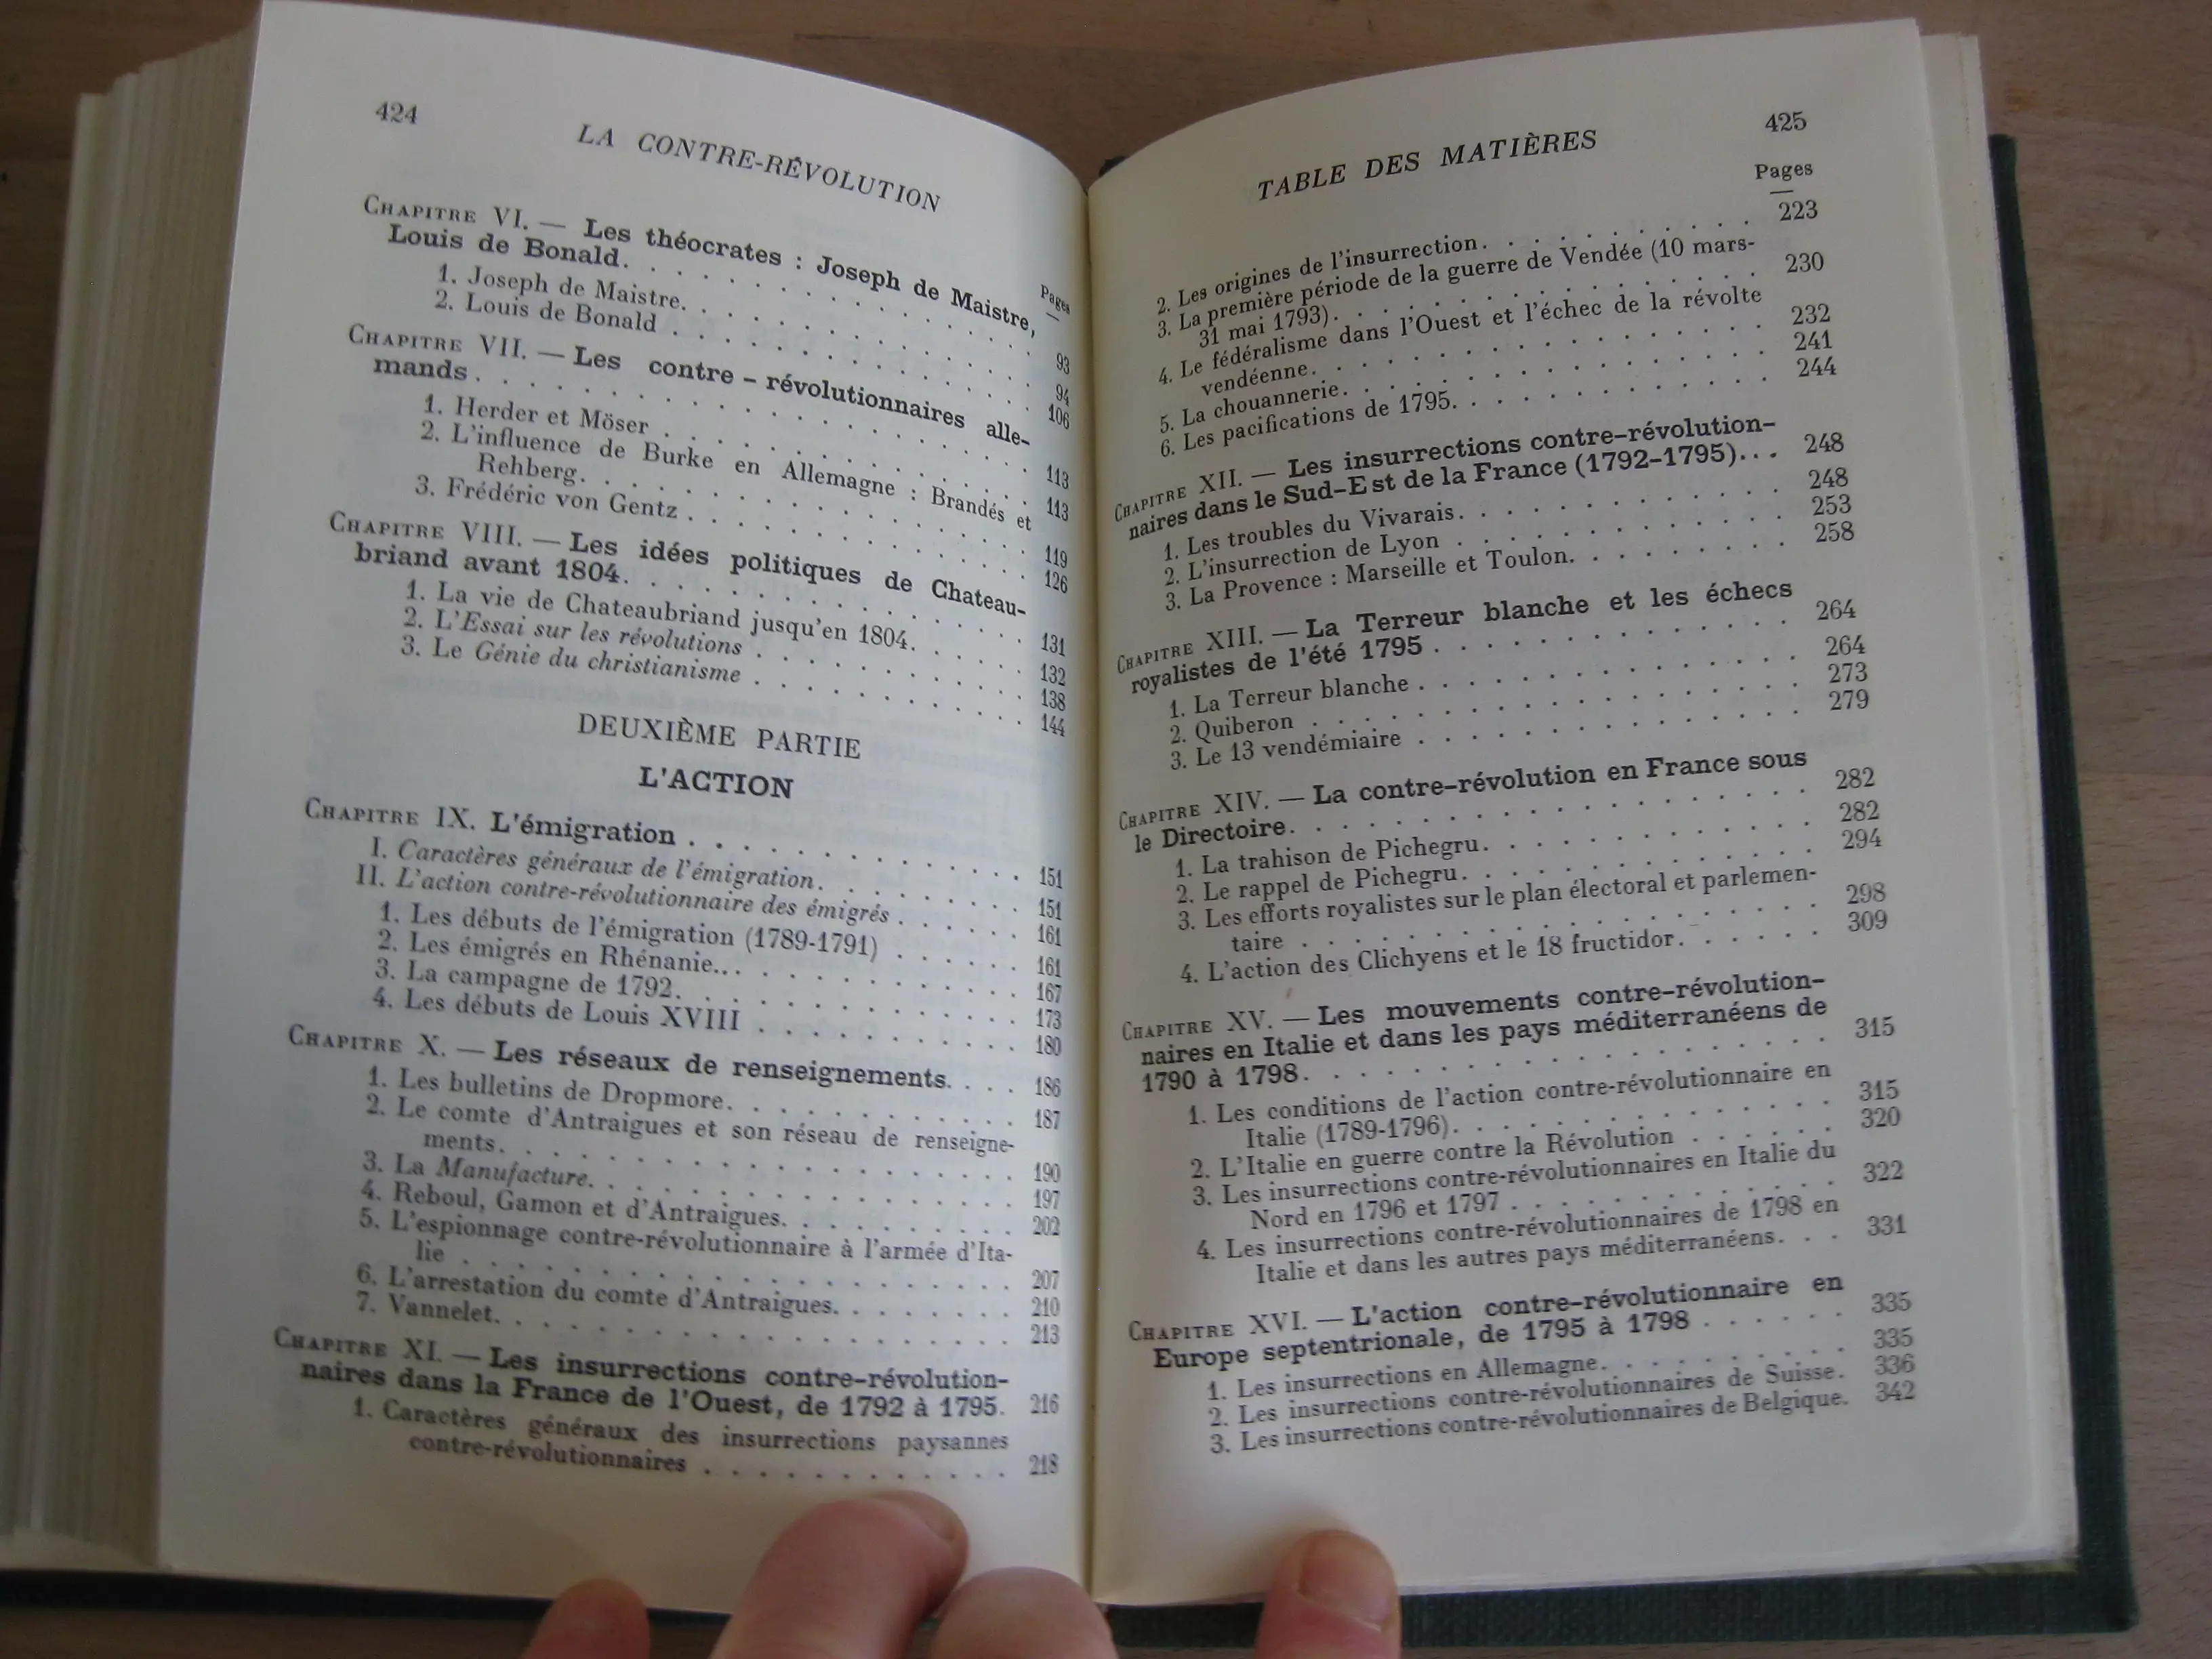 424
LA CONTRE-RÉVOLUTION
Pages
CHAPITRE VI. — Les théocrates : Joseph de Maistre,
Louis de Bonald. . . . . . . . . . . . . . . 93
1. Joseph de Maistre. . . . . . . . . . . . . . 94
2. Louis de Bonald . . . . . . . . . . . . . . 106
CHAPITRE VII. — Les contre-révolutionnaires alle-
mands. . . . . . . . . . . . . . . . . . . 113
1. Herder et Möser . . . . . . . . . . . . . . 113
2. L'influence de Burke en Allemagne : Brandés et
Rehberg. . . . . . . . . . . . . . . . . 119
3. Frédéric von Gentz . . . . . . . . . . . . . 126
CHAPITRE VIII. — Les idées politiques de Chateau-
briand avant 1804. . . . . . . . . . . . . . 131
1. La vie de Chateaubriand jusqu'en 1804. . . . . . 132
2. L'Essai sur les révolutions . . . . . . . . . . 138
3. Le Génie du christianisme . . . . . . . . . . 144
DEUXIÈME PARTIE
L'ACTION
CHAPITRE IX. L'émigration . . . . . . . . . . . . 151
I. Caractères généraux de l'émigration. . . . . . . . 151
II. L'action contre-révolutionnaire des émigrés . . . . . 161
1. Les débuts de l'émigration (1789-1791) . . . . . 161
2. Les émigrés en Rhénanie... . . . . . . . . . . 167
3. La campagne de 1792. . . . . . . . . . . . . 173
4. Les débuts de Louis XVIII . . . . . . . . . . 180
CHAPITRE X. — Les réseaux de renseignements. . . . 186
1. Les bulletins de Dropmore. . . . . . . . . . . 187
2. Le comte d'Antraigues et son réseau de renseigne-
ments. . . . . . . . . . . . . . . . . . 190
3. La Manufacture. . . . . . . . . . . . . . . 197
4. Reboul, Gamon et d'Antraigues. . . . . . . . . 202
5. L'espionnage contre-révolutionnaire à l'armée d'Ita-
lie . . . . . . . . . . . . . . . . . . . 207
6. L'arrestation du comte d'Antraigues. . . . . . . 210
7. Vannelet. . . . . . . . . . . . . . . . . . 213
CHAPITRE XI. — Les insurrections contre-révolution-
naires dans la France de l'Ouest, de 1792 à 1795. 216
1. Caractères généraux des insurrections paysannes
contre-révolutionnaires . . . . . . . . . . . 218
TABLE DES MATIÈRES
425
Pages
2. Les origines de l'insurrection. . . . . . . . . . 223
3. La première période de la guerre de Vendée (10 mars-
31 mai 1793). . . . . . . . . . . . . . . 230
4. Le fédéralisme dans l'Ouest et l'échec de la révolte
vendéenne. . . . . . . . . . . . . . . . 232
5. La chouannerie. . . . . . . . . . . . . . . 241
6. Les pacifications de 1795. . . . . . . . . . . 244
CHAPITRE XII. — Les insurrections contre-révolution-
naires dans le Sud-Est de la France (1792-1795)... 248
1. Les troubles du Vivarais. . . . . . . . . . . . 248
2. L'insurrection de Lyon . . . . . . . . . . . . 253
3. La Provence : Marseille et Toulon. . . . . . . . 258
CHAPITRE XIII. — La Terreur blanche et les échecs
royalistes de l'été 1795 . . . . . . . . . . . . 264
1. La Terreur blanche . . . . . . . . . . . . . 264
2. Quiberon . . . . . . . . . . . . . . . . . 273
3. Le 13 vendémiaire . . . . . . . . . . . . . 279
CHAPITRE XIV. — La contre-révolution en France sous
le Directoire. . . . . . . . . . . . . . . . . 282
1. La trahison de Pichegru. . . . . . . . . . . . 282
2. Le rappel de Pichegru. . . . . . . . . . . . . 294
3. Les efforts royalistes sur le plan électoral et parlemen-
taire . . . . . . . . . . . . . . . . . . 298
4. L'action des Clichyens et le 18 fructidor. . . . . . 309
CHAPITRE XV. — Les mouvements contre-révolution-
naires en Italie et dans les pays méditerranéens de
1790 à 1798. . . . . . . . . . . . . . . . . 315
1. Les conditions de l'action contre-révolutionnaire en
Italie (1789-1796). . . . . . . . . . . . . 315
2. L'Italie en guerre contre la Révolution . . . . . . 320
3. Les insurrections contre-révolutionnaires en Italie du
Nord en 1796 et 1797 . . . . . . . . . . . 322
4. Les insurrections contre-révolutionnaires de 1798 en
Italie et dans les autres pays méditerranéens. . . 331
CHAPITRE XVI. — L'action contre-révolutionnaire en
Europe septentrionale, de 1795 à 1798 . . . . . . 335
1. Les insurrections en Allemagne. . . . . . . . . 335
2. Les insurrections contre-révolutionnaires de Suisse. 336
3. Les insurrections contre-révolutionnaires de Belgique. 342